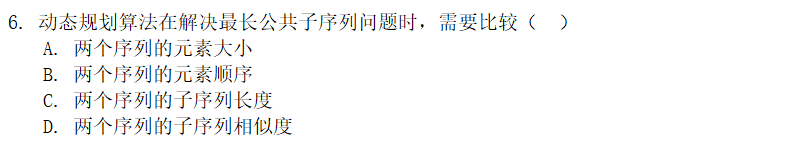 6. 动态规划算法在解决最长公共子序列问题时，需要比较（ ）
A. 两个序列的元素大小
B. 两个序列的元素顺序
C. 两个序列的子序列长度
D. 两个序列的子序列相似度